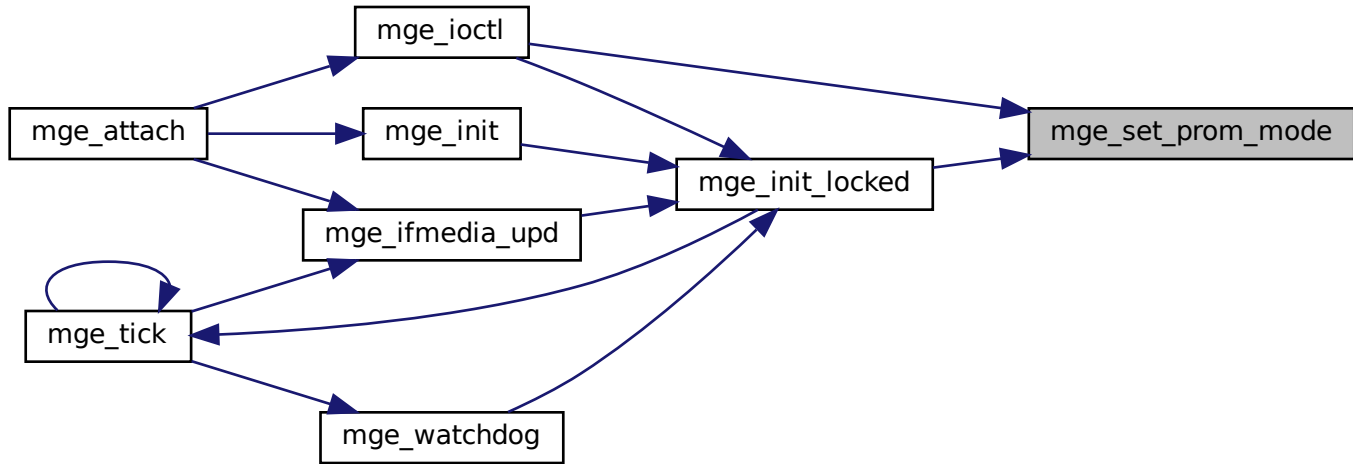 mge_ioctl
mge_attach
mge_init
mge_set_prom_mode
mge_init_locked
mge_ifmedia_upd
mge_tick
mge_watchdog